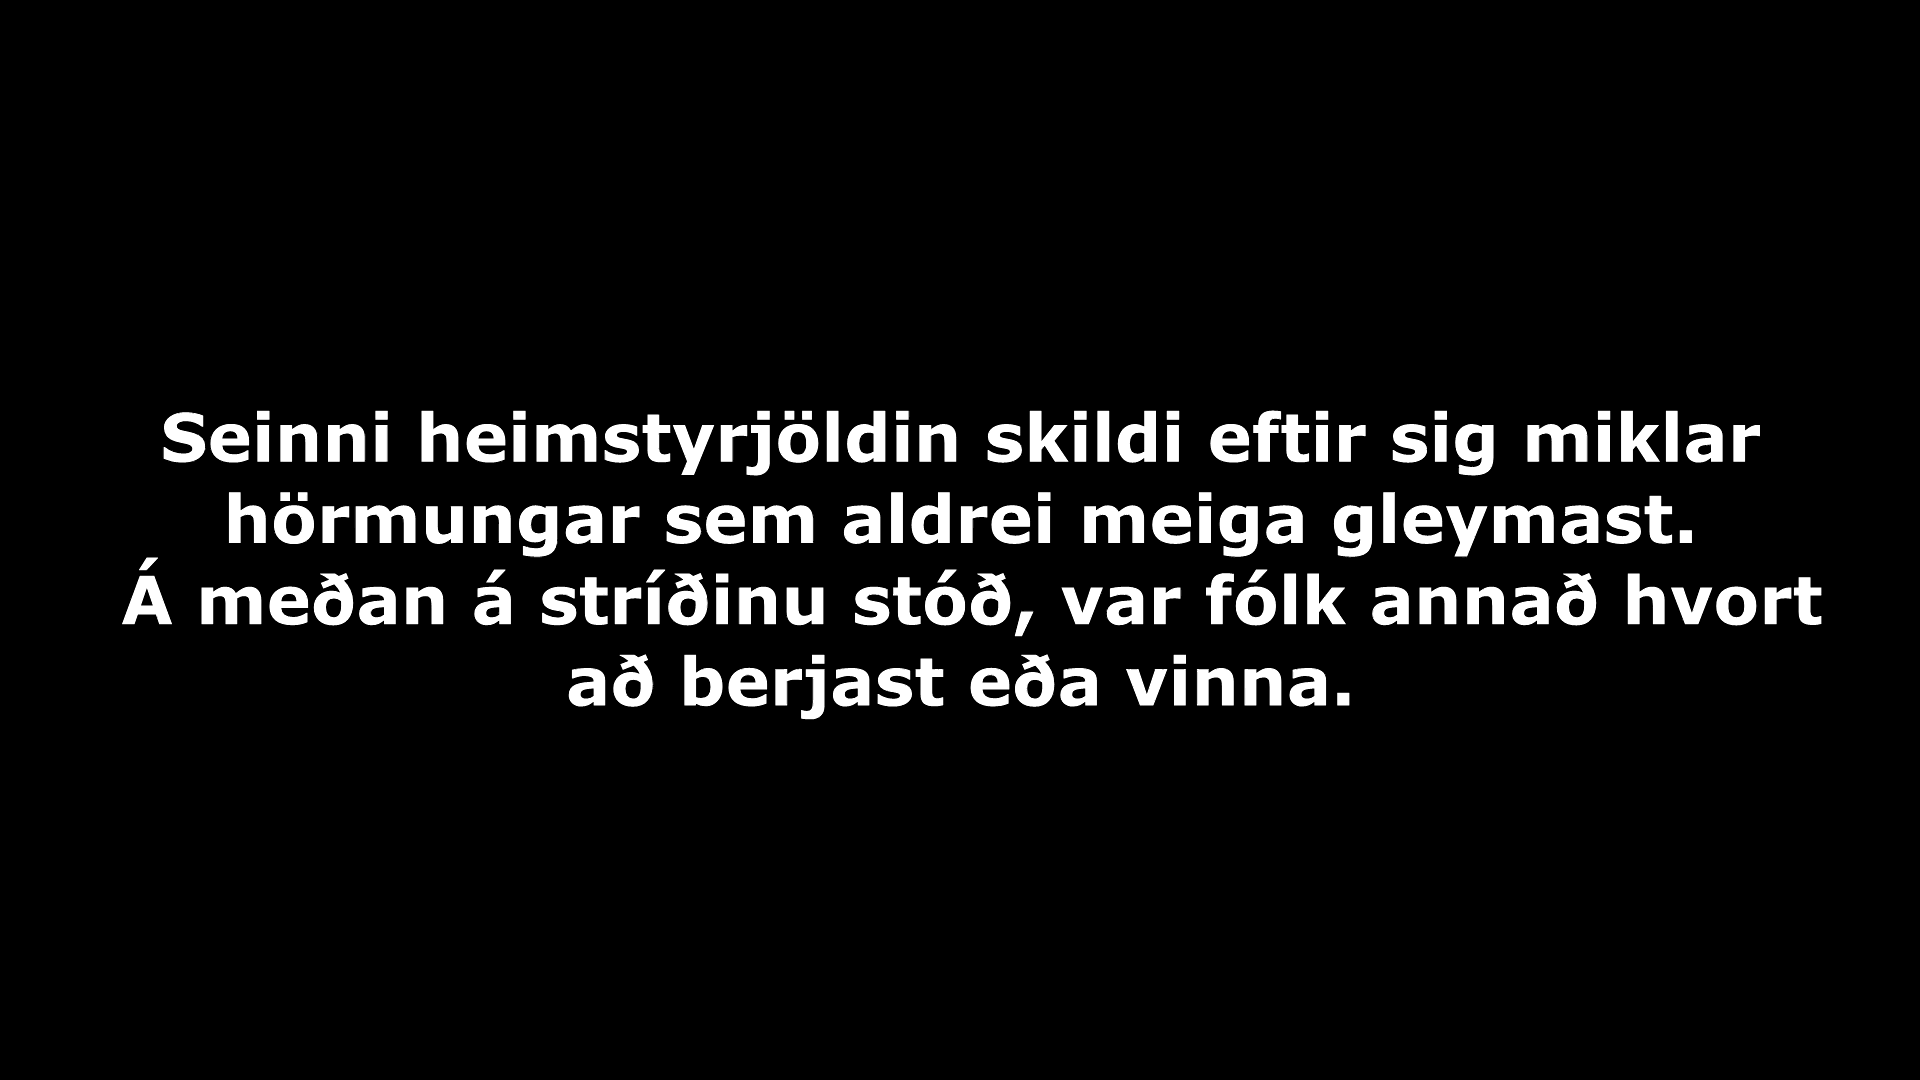 Seinni heimstyrjöldin skildi eftir sig miklar
hörmungar sem aldrei meiga gleymast.
Á meðan á stríðinu stóð, var fólk annað hvort
að berjast eða vinna.